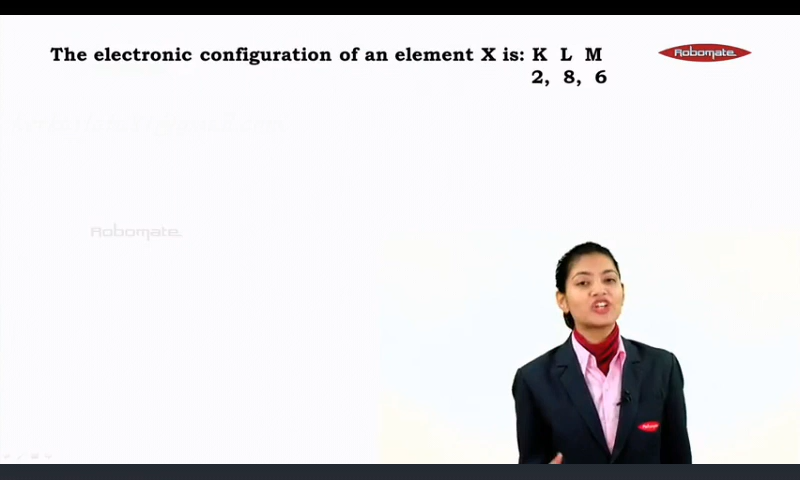 The electronic configuration of an element X is: K L M
2, 8, 6
Robomate
Robomate